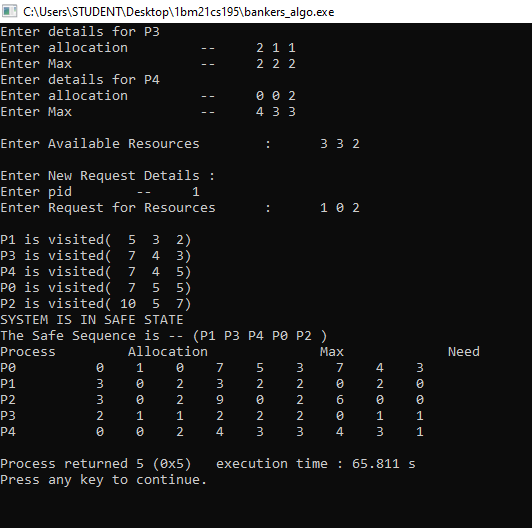 C:\Users\STUDENT\Desktop\1bm21cs195\bankers_algo.exe
Enter details for P3
Enter allocation -- 2 1 1
Enter Max -- 2 2 2
Enter details for P4
Enter allocation -- 0 0 2
Enter Max -- 4 3 3
Enter Available Resources : 3 3 2
Enter New Request Details :
Enter pid -- 1
Enter Request for Resources : 1 0 2
P1 is visited( 5 3 2)
P3 is visited( 7 4 3)
P4 is visited( 7 4 5)
P0 is visited( 7 5 5)
P2 is visited( 10 5 7)
SYSTEM IS IN SAFE STATE
The Safe Sequence is -- (P1 P3 P4 P0 P2 )
Process Allocation Max Need
P0 0 1 0 7 5 3 7 4 3
P1 3 0 2 3 2 2 0 2 0
P2 3 0 2 9 0 2 6 0 0
P3 2 1 1 2 2 2 0 1 1
P4 0 0 2 4 3 3 4 3 1
Process returned 5 (0x5) execution time : 65.811 s
Press any key to continue.